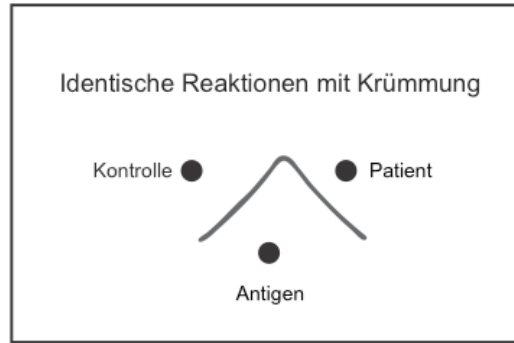 Identische Reaktionen mit Krümmung
Kontrolle Patient
Antigen